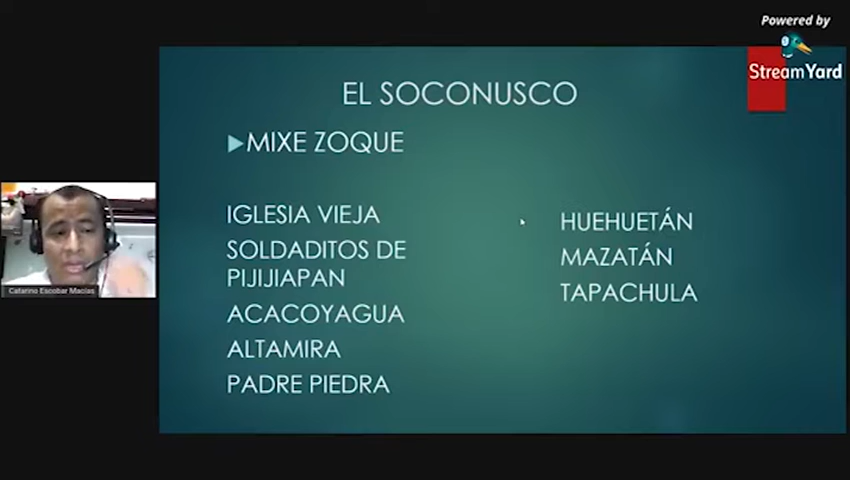 Powered by
StreamYard
EL SOCONUSCO
MIXE ZOQUE
IGLESIA VIEJA
SOLDADITOS DE
PIJIJIAPAN
ACACOYAGUA
ALTAMIRA
PADRE PIEDRA
HUEHUETÁN
MAZATÁN
TAPACHULA
Catarino Escobar Macías